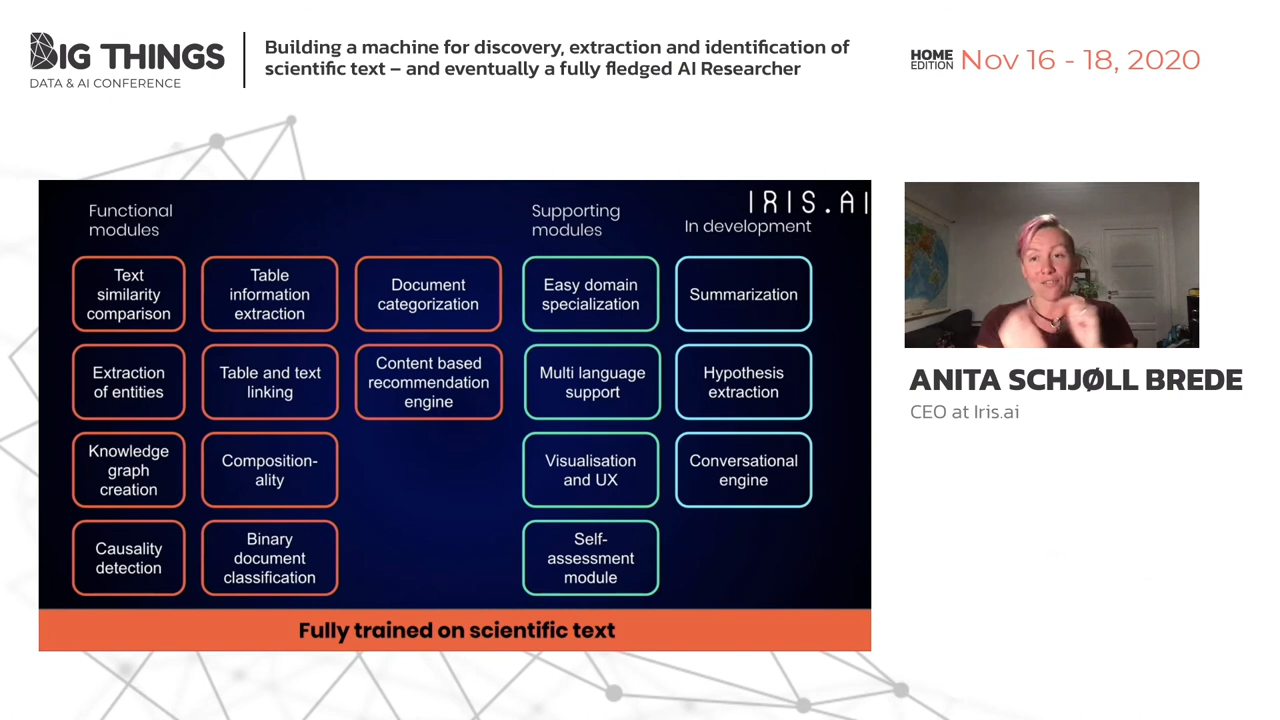 BIG THINGS
DATA & AI CONFERENCE
Building a machine for discovery, extraction and identification of
scientific text – and eventually a fully fledged AI Researcher
HOME
EDITION
Nov 16 - 18, 2020
IRIS.AI
Functional
modules
Supporting
modules
In development
Text
similarity
comparison
Table
information
extraction
Document
categorization
Easy domain
specialization
Summarization
Extraction
of entities
Table and text
linking
Content based
recommendation
engine
Multi language
support
Hypothesis
extraction
Knowledge
graph
creation
Composition-
ality
Visualisation
and UX
Conversational
engine
Causality
detection
Binary
document
classification
Self-
assessment
module
Fully trained on scientific text
ANITA SCHJØLL BREDE
CEO at Iris.ai